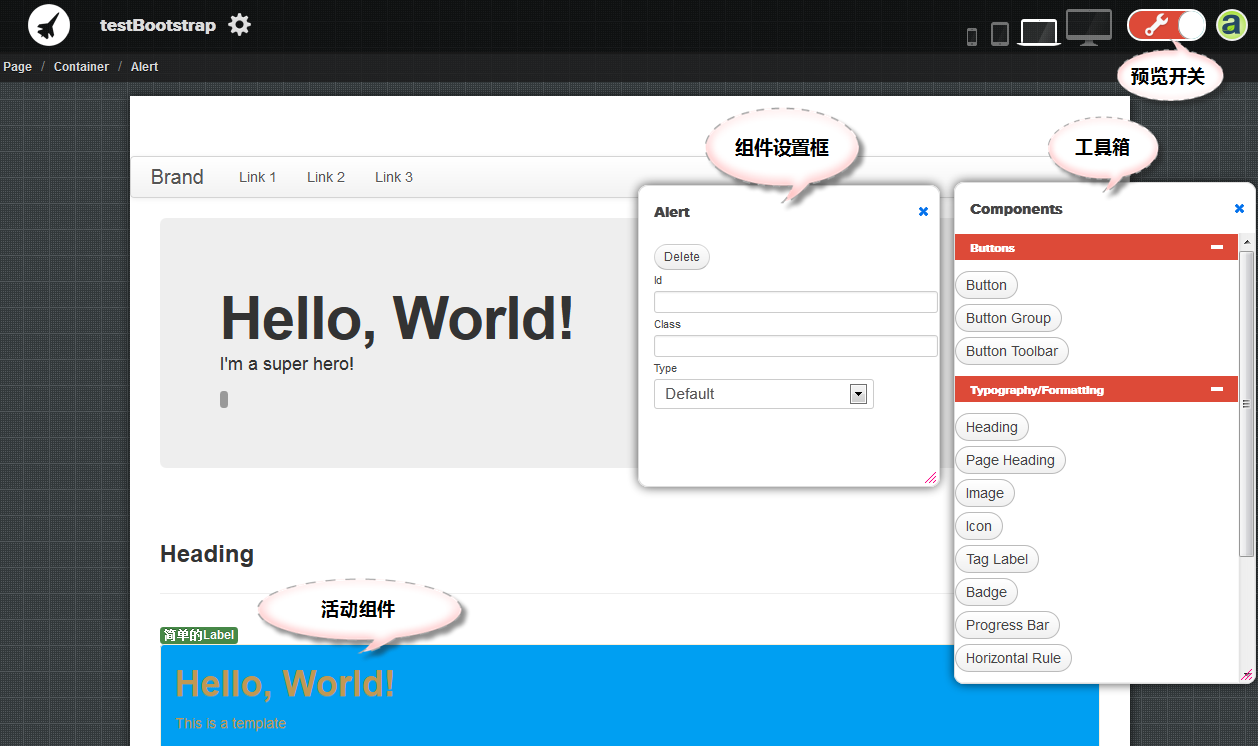 testBootstrap
a
预览开关
Page / Container / Alert
组件设置框
工具箱
Brand Link 1 Link 2 Link 3
Hello, World!
I'm a super hero!
Alert
Delete
Id
Class
Type
Default
Components
Buttons
Button
Button Group
Button Toolbar
Typography/Formatting
Heading
Page Heading
Image
Icon
Tag Label
Badge
Progress Bar
Horizontal Rule
Heading
活动组件
简单的Label
Hello, World!
This is a template